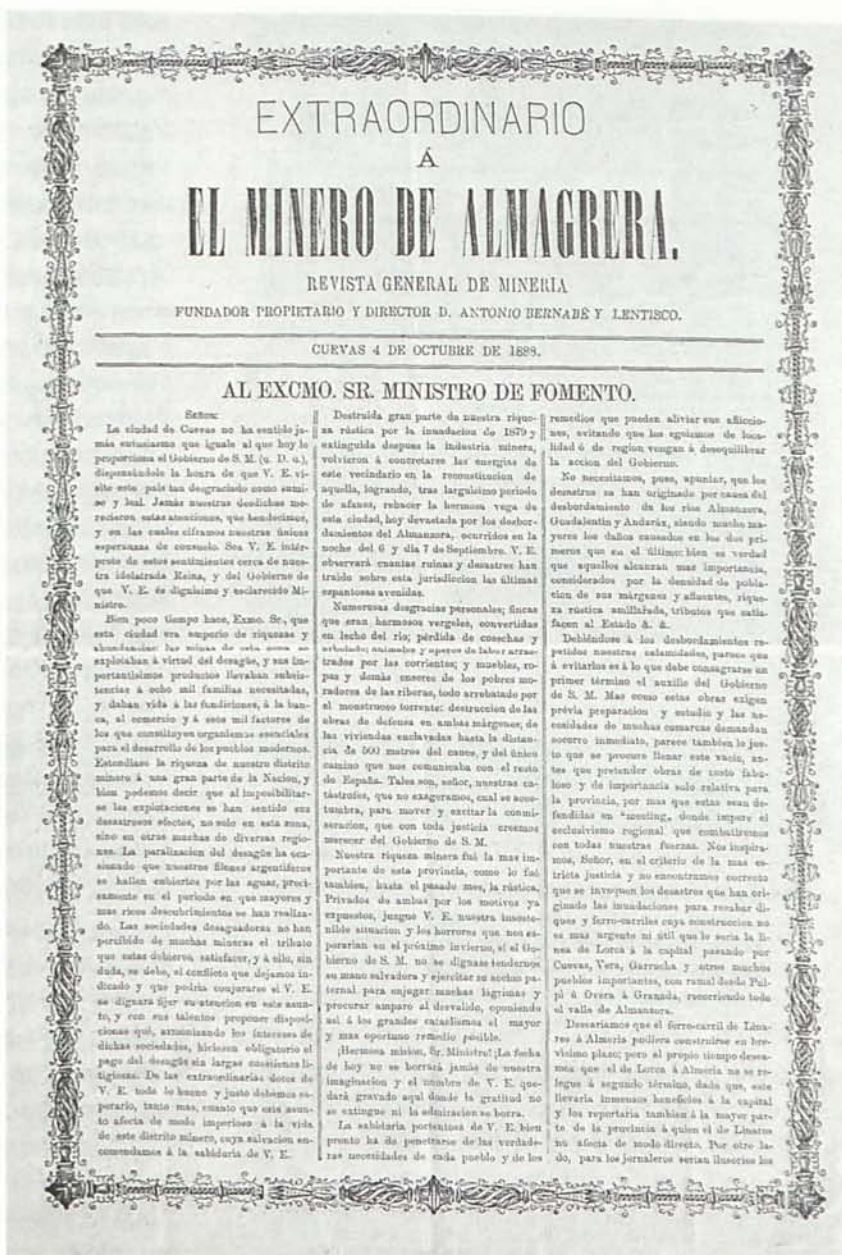 EXTRAORDINARIO
Á
EL MINERO DE ALMAGRERA.
REVISTA GENERAL DE MINERIA
FUNDADOR PROPIETARIO Y DIRECTOR D. ANTONIO BERNABÉ Y LENTISCO.
CUEVAS 4 DE OCTUBRE DE 1888.
AL EXCMO. SR. MINISTRO DE FOMENTO.
SEÑOR:
La ciudad de Cuevas no ha sentido ja-
más entusiasmo que iguale al que hoy le
proporciona el Gobierno de S. M. (q. D. g.),
dispensándole la honra de que V. E. vi-
site este pais tan desgraciado como sumi-
so y leal. Jamás nuestras desdichas me-
recieron estas atenciones, que bendecimos,
y en las cuales ciframos nuestras únicas
esperanzas de consuelo. Sea V. E. intér-
prete de estos sentimientos cerca de nues-
tra idolatrada Reina, y del Gobierno de
que V. E. és dignísimo y esclarecido Mi-
nistro.
Bien poco tiempo hace, Exmo. Sr., que
esta ciudad era emporio de riquezas y
abundancias: las minas de esta zona se
explotaban á virtud del desagüe, y sus im-
portantísimos productos llevaban subsis-
tencias á ocho mil familias necesitadas,
y daban vida á las fundiciones, á la ban-
ca, al comercio y á esos mil factores de
los que constituyen organismos esenciales
para el desarrollo de los pueblos modernos.
Estendiase la riqueza de nuestro distrito
minero á una gran parte de la Nacion, y
bien podemos decir que al imposibilitar-
se las explotaciones se han sentido sus
desastrosos efectos, no solo en esta zona,
sino en otras muchas de diversas regio-
nes. La paralizacion del desagüe ha oca-
sionado que nuestros filones argentíferos
se hallen cubiertos por las aguas, preci-
samente en el periodo en que mayores y
mas ricos descubrimientos se han realiza-
do. Las sociedades desaguadoras no han
percibido de muchas mineras el tributo
que estas debieron satisfacer, y á ello, sin
duda, se debe, el conflicto que dejamos in-
dicado y que podria conjurarse si V. E.
se dignara fijar su atencion en este asun-
to, y con sus talentos proponer disposi-
ciones qué, armonizando los intereses de
dichas sociedades, hiciesen obligatorio el
pago del desagüe sin largas cuestiones li-
tigiosas. De las extraordinarias dotes de
V. E. todo lo bueno y justo debemos es-
perarlo, tanto mas, cuanto que este asun-
to afecta de modo imperioso á la vida
de este distrito minero, cuya salvacion en-
comendamos á la sabiduría de V. E.
Destruida gran parte de nuestra rique-
za rústica por la inundacion de 1879 y
extinguida despues la industria minera,
volvieron á concretarse las energias de
este vecindario en la reconstitucion de
aquella, logrando, tras larguísimo periodo
de afanes, rehacer la hermosa vega de
esta ciudad, hoy devastada por los desbor-
damientos del Almanzora, ocurridos en la
noche del 6 y dia 7 de Septiembre. V. E.
observará cuantas ruinas y desastres han
traido sobre esta jurisdiccion las últimas
espantosas avenidas.
Numerosas desgracias personales; fincas
que eran hermosos vergeles, convertidas
en lecho del rio; pérdida de cosechas y
arbolado; animales y aperos de labor arras-
trados por las corrientes; y muebles, ro-
pas y demás enseres de los pobres mo-
radores de las riberas, todo arrebatado por
el monstruoso torrente: destruccion de las
obras de defensa en ambas márgenes; de
las viviendas enclavadas hasta la distan-
cia de 500 metros del cauce, y del único
camino que nos comunicaba con el resto
de España. Tales son, señor, nuestras ca-
tástrofes, que no exageramos, cual se acos-
tumbra, para mover y excitar la conmi-
seracion, que con toda justicia creemos
merecer del Gobierno de S. M.
Nuestra riqueza minera fué la mas im-
portante de esta provincia, como lo fué
tambien, hasta el pasado mes, la rústica.
Privados de ambas por los motivos ya
expuestos, juzgue V. E. nuestra insoste-
nible situacion y los horrores que nos es-
perarian en el próximo invierno, si el Go-
bierno de S. M. no se dignase tendernos
su mano salvadora y ejercitar su accion pa-
ternal para enjugar muchas lágrimas y
procurar amparo al desvalido, oponiendo
así á los grandes cataclismos el mayor
y mas oportuno remedio posible.
¡Hermosa mision, Sr. Ministro! ¡La fecha
de hoy no se borrará jamás de nuestra
imaginacion y el nombre de V. E. que-
dará gravado aquí donde la gratitud no
se extingue ni la admiracion se borra.
La sabiduría portentosa de V. E. bien
pronto ha de penetrarse de las verdade-
ras necesidades de cada pueblo y de los
remedios que pueden aliviar sus afliccio-
nes, evitando que los egoismos de loca-
lidad ó de region vengan á desequilibrar
la accion del Gobierno.
No necesitamos, pues, apuntar, que los
desastres se han originado por causa del
desbordamiento de los rios Almanzora,
Guadalentin y Andaráx, siendo mucho ma-
yores los daños causados en los dos pri-
meros que en el último: bien es verdad
que aquellos alcanzan mas importancia,
considerados por la densidad de pobla-
cion de sus márgenes y afluentes, rique-
za rústica amillarada, tributos que satis-
facen al Estado &. &.
Debiéndose á los desbordamientos re-
petidos nuestras calamidades, parece que
á evitarlos es á lo que debe consagrarse un
primer término el auxilio del Gobierno
de S. M. Mas como estas obras exigen
prévia preparacion y estudio y las ne-
cesidades de muchas comarcas demandan
socorro inmediato, parece tambien lo jus-
to que se procure llenar este vacío, an-
tes que pretender obras de costo fabu-
loso y de importancia solo relativa para
la provincia, por mas que estas sean de-
fendidas en "meeting„ donde impere el
esclusivismo regional que combatiremos
con todas nuestras fuerzas. Nos inspira-
mos, Señor, en el criterio de la mas es-
tricta justicia y no encontramos correcto
que se invoquen los desastres que han ori-
ginado las inundaciones para recabar di-
ques y ferro-carriles cuya construccion no
es mas urgente ni útil que lo seria la lí-
nea de Lorca á la capital pasando por
Cuevas, Vera, Garrucha y otros muchos
pueblos importantes, con ramal desde Pul-
pí á Overa á Granada, recorriendo todo
el valle de Almanzora.
Desearíamos que el ferro-carril de Lina-
res á Almeria pudiera construirse en bre-
vísimo plazo; pero al propio tiempo desea-
mos que el de Lorca á Almeria no se re-
legue á segundo término, dado que, este
llevaria inmensos beneficios á la capital
y los reportaria tambien á la mayor par-
te de la provincia á quien el de Linares
no afecta de modo directo. Por otro la-
do, para los jornaleros serian ilusorios los